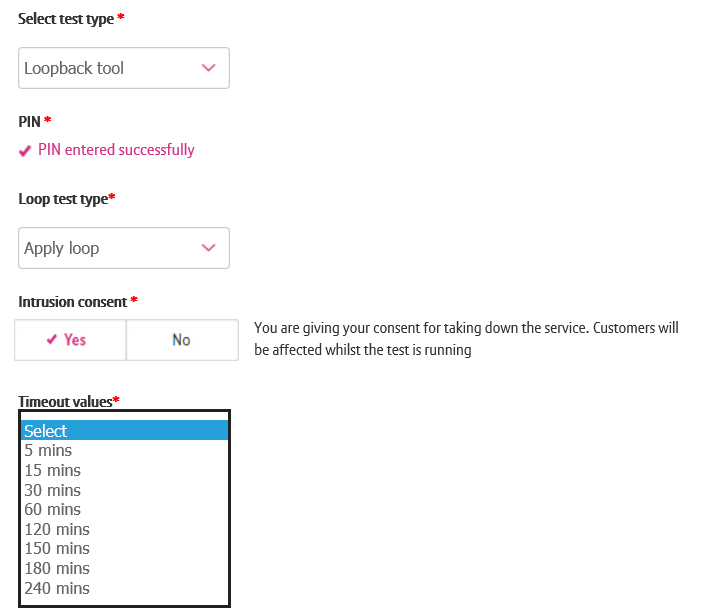 Select test type *
Loopback tool
PIN *
PIN entered successfully
Loop test type*
Apply loop
Intrusion consent *
Yes
No
You are giving your consent for taking down the service. Customers will
be affected whilst the test is running
Timeout values*
Select
5 mins
15 mins
30 mins
60 mins
120 mins
150 mins
180 mins
240 mins